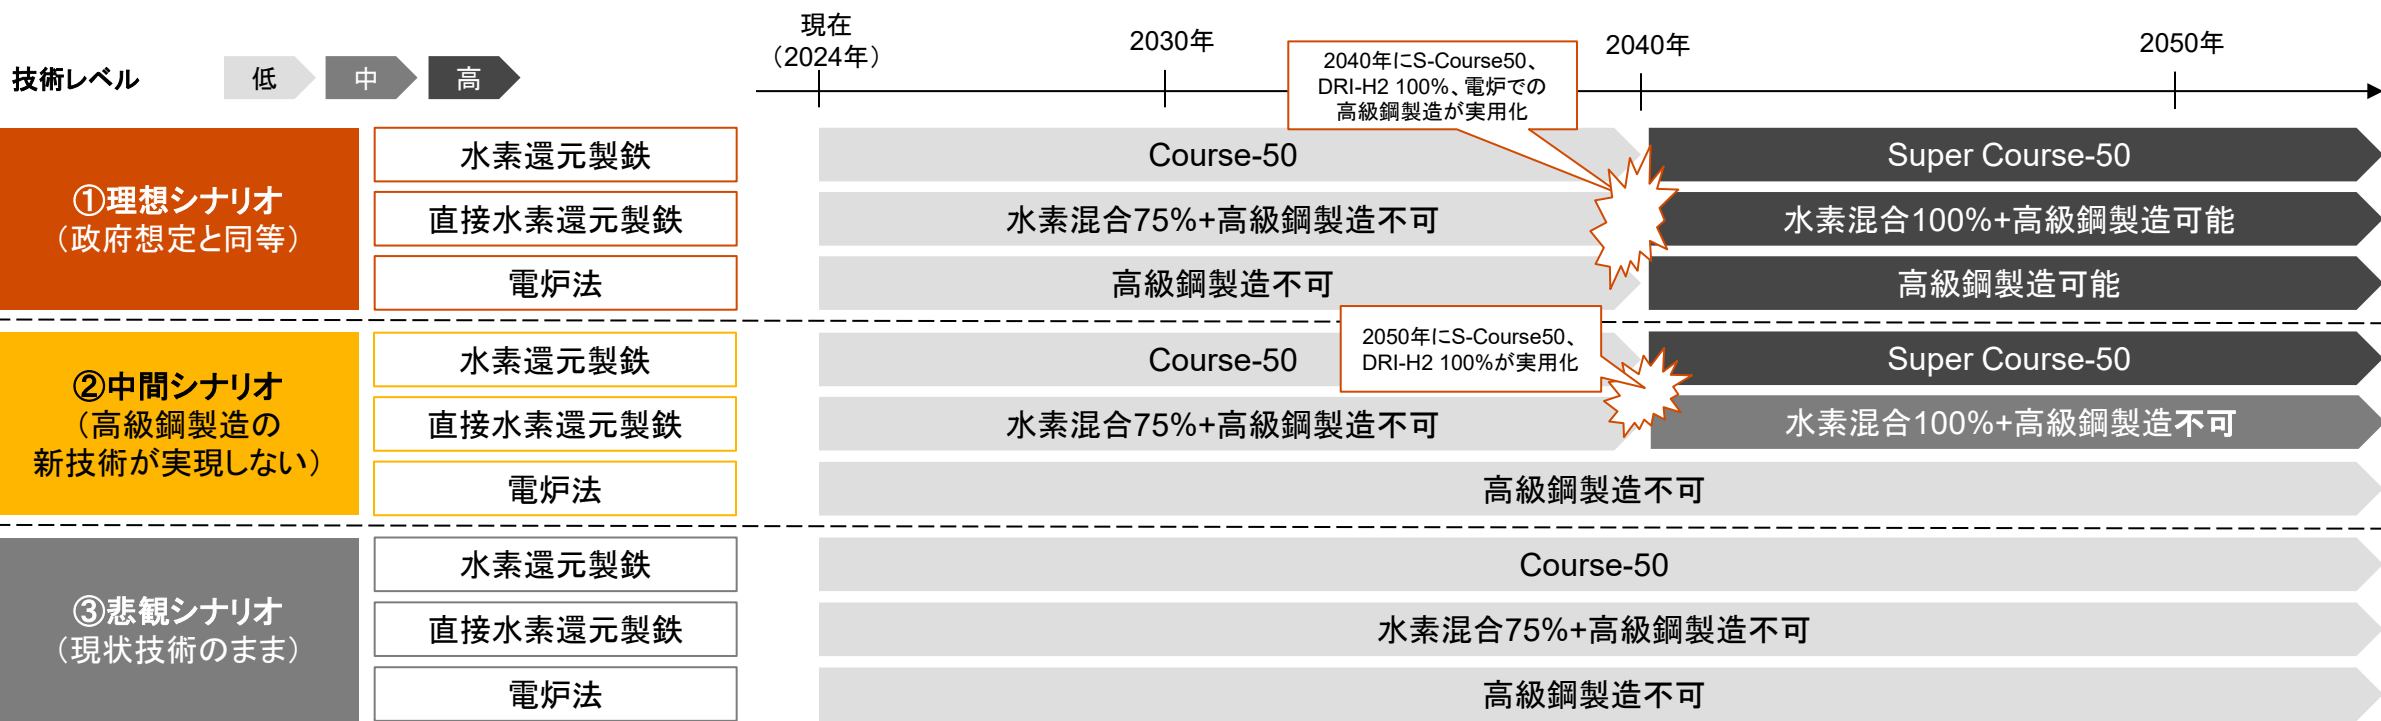 技術レベル
低
中
高
現在
（2024年）
2030年
2040年
2050年
2040年にS-Course50、
DRI-H2 100%、電炉での
高級鋼製造が実用化
①理想シナリオ
（政府想定と同等）
水素還元製鉄
Course-50
Super Course-50
直接水素還元製鉄
水素混合75%+高級鋼製造不可
水素混合100%+高級鋼製造可能
電炉法
高級鋼製造不可
高級鋼製造可能
2050年にS-Course50、
DRI-H2 100%が実用化
②中間シナリオ
（高級鋼製造の
新技術が実現しない）
水素還元製鉄
Course-50
Super Course-50
直接水素還元製鉄
水素混合75%+高級鋼製造不可
水素混合100%+高級鋼製造不可
電炉法
高級鋼製造不可
③悲観シナリオ
（現状技術のまま）
水素還元製鉄
Course-50
直接水素還元製鉄
水素混合75%+高級鋼製造不可
電炉法
高級鋼製造不可